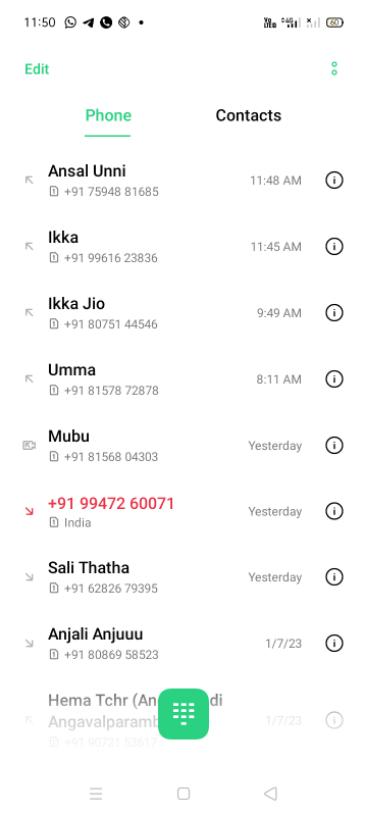 11:50
60
Edit
Phone Contacts
Ansal Unni
+91 75948 81685
11:48 AM
Ikka
+91 99616 23836
11:45 AM
Ikka Jio
+91 80751 44546
9:49 AM
Umma
+91 81578 72878
8:11 AM
Mubu
+91 81568 04303
Yesterday
+91 99472 60071
India
Yesterday
Sali Thatha
+91 62826 79395
Yesterday
Anjali Anjuuu
+91 80869 58523
1/7/23
Hema Tchr (An di
Angavalparamb
+91 90721 53617
1/7/23